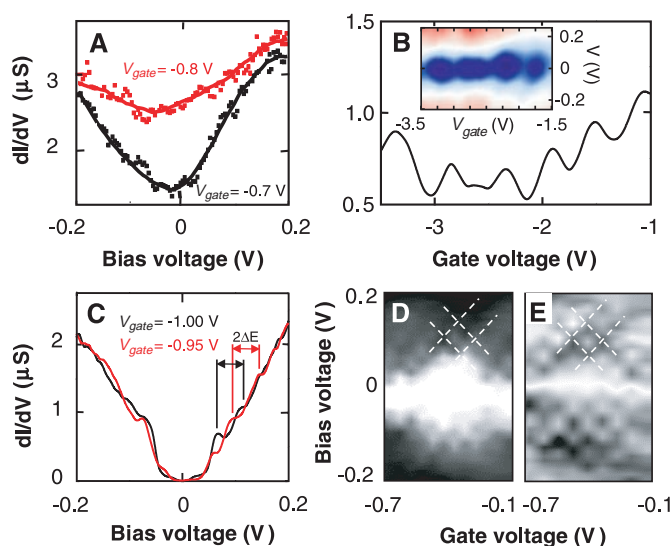 A
V_gate = -0.8 V
V_gate = -0.7 V
dI/dV (μS)
3
2
-0.2
0
0.2
Bias voltage (V)
B
1.5
1.0
0.5
0.2
0
-0.2
V (V)
-3.5
V_gate (V)
-1.5
-3
-2
-1
Gate voltage (V)
C
V_gate = -1.00 V
V_gate = -0.95 V
2ΔE
dI/dV (μS)
2
1
0
-0.2
0
0.2
Bias voltage (V)
D
E
Bias voltage (V)
0.2
0
-0.2
-0.7
-0.1
-0.7
-0.1
Gate voltage (V)